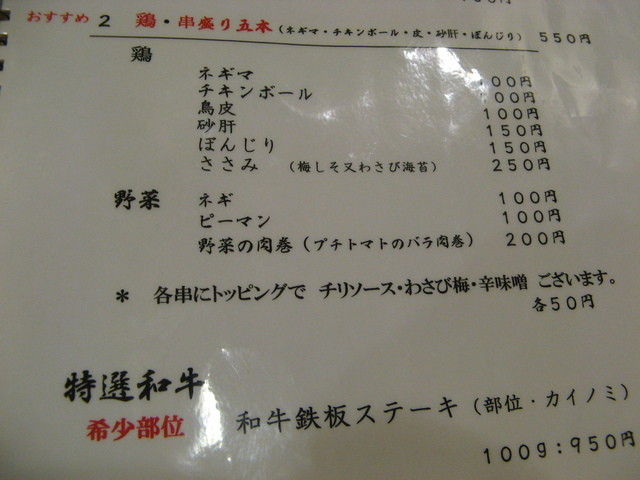 おすすめ 2 鶏・串盛り五本(ネギマ・チキンボール・皮・砂肝・ぼんじり) 550円
鶏
ネギマ 100円
チキンボール 100円
鳥皮 100円
砂肝 150円
ぼんじり 150円
ささみ (梅しそ又わさび海苔) 250円
野菜 ネギ 100円
ピーマン 100円
野菜の肉巻(プチトマトのバラ肉巻) 200円
* 各串にトッピングで チリソース・わさび梅・辛味噌 ございます。
各50円
特選和牛
希少部位 和牛鉄板ステーキ(部位・カイノミ)
100g:950円